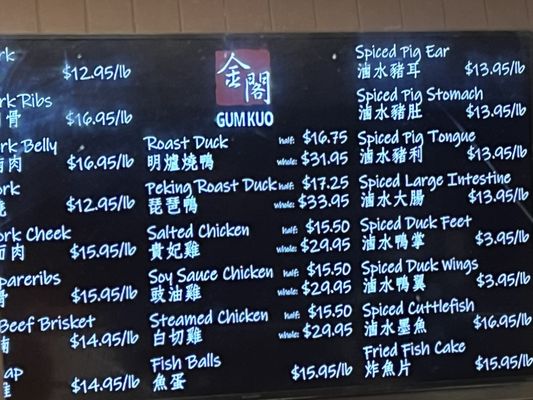 $12.95/lb
Ribs
骨 $16.95/lb
Belly
肉 $16.95/lb
$12.95/lb
Cheek
肉 $15.95/lb
spareribs
骨 $15.95/lb
Beef Brisket
腩 $14.95/lb
$14.95/lb
金閣
GUM KUO
Roast Duck half: $16.75
明爐燒鴨 whole: $31.95
Peking Roast Duck half: $17.25
琵琶鴨 whole: $33.95
Salted Chicken half: $15.50
貴妃雞 whole: $29.95
Soy Sauce Chicken half: $15.50
豉油雞 whole: $29.95
Steamed Chicken half: $15.50
白切雞 whole: $29.95
Fish Balls
魚蛋 $15.95/lb
Spiced Pig Ear
滷水豬耳 $13.95/lb
Spiced Pig Stomach
滷水豬肚 $13.95/lb
Spiced Pig Tongue
滷水豬利 $13.95/lb
Spiced Large Intestine
滷水大腸 $13.95/lb
Spiced Duck Feet
滷水鴨掌 $3.95/lb
Spiced Duck Wings
滷水鴨翼 $3.95/lb
Spiced Cuttlefish
滷水墨魚 $16.95/lb
Fried Fish Cake
炸魚片 $15.95/lb